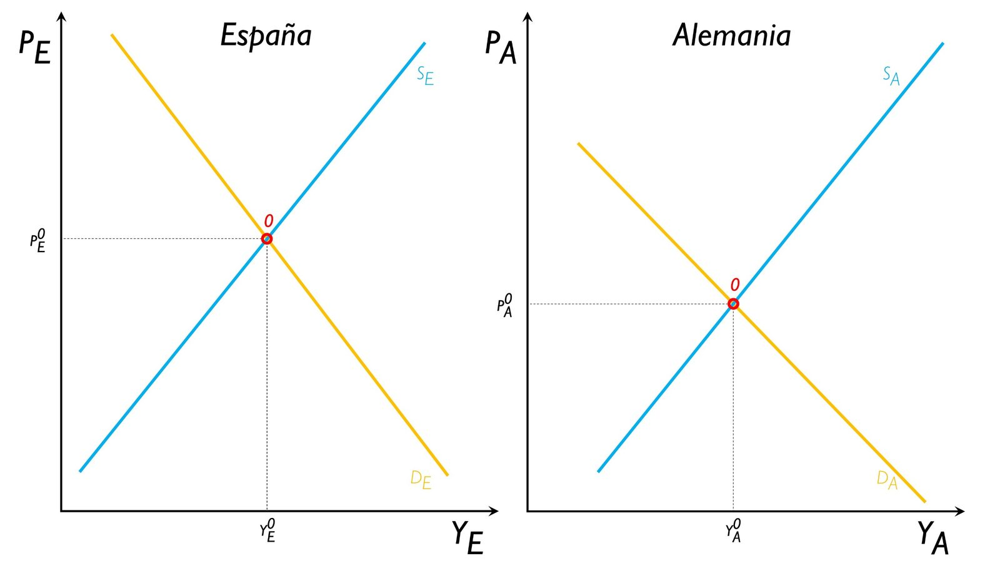 España
P_E
S_E
0
P_E^0
D_E
Y_E^0
Y_E
Alemania
P_A
S_A
0
P_A^0
D_A
Y_A^0
Y_A